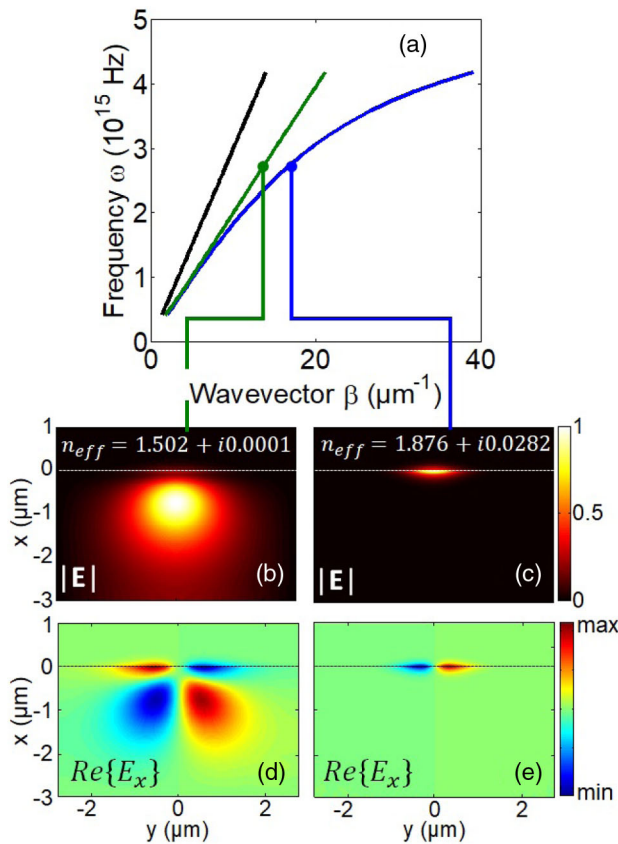 (a)
Frequency ω (10¹⁵ Hz)
5
4
3
2
1
0
0 20 40
Wavevector β (µm⁻¹)
n_eff = 1.502 + i0.0001
n_eff = 1.876 + i0.0282
x (µm)
1
0
-1
-2
-3
|E|
(b)
|E|
(c)
1
0.5
0
x (µm)
1
0
-1
-2
-3
Re{E_x}
(d)
Re{E_x}
(e)
max
min
-2 0 2
y (µm)
-2 0 2
y (µm)